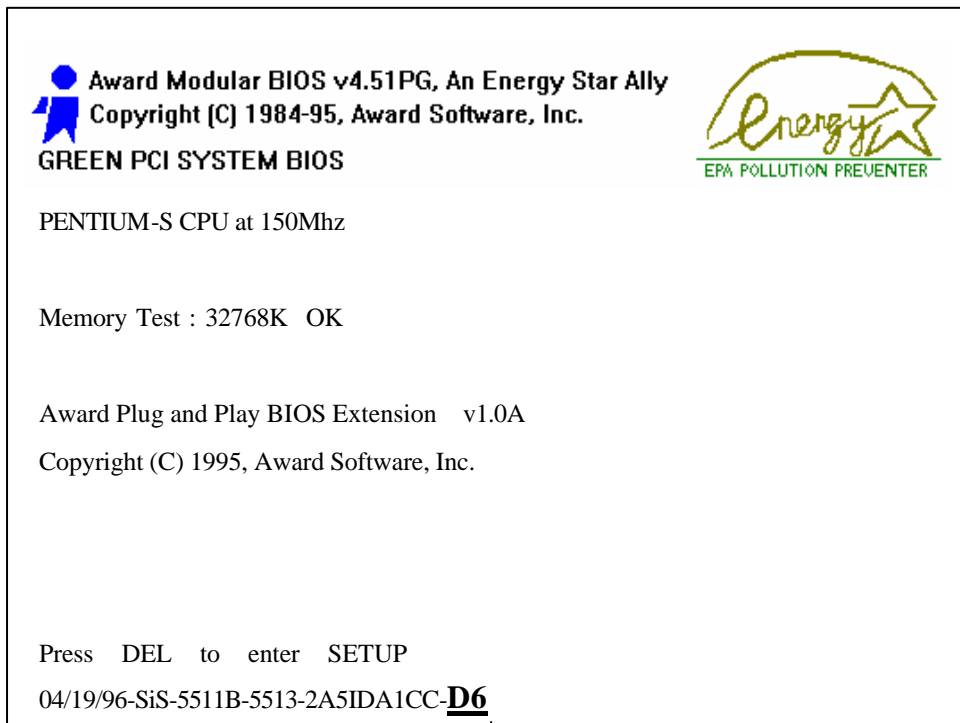 Award Modular BIOS v4.51PG, An Energy Star Ally
Copyright (C) 1984-95, Award Software, Inc.
GREEN PCI SYSTEM BIOS
energy
EPA POLLUTION PREVENTER
PENTIUM-S CPU at 150Mhz
Memory Test : 32768K OK
Award Plug and Play BIOS Extension v1.0A
Copyright (C) 1995, Award Software, Inc.
Press DEL to enter SETUP
04/19/96-SiS-5511B-5513-2A5IDA1CC-D6